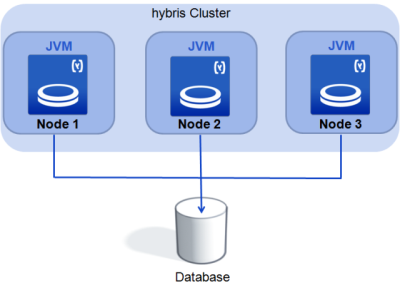 hybris Cluster
JVM JVM JVM
{Y} {Y} {Y}
Node 1 Node 2 Node 3
Database